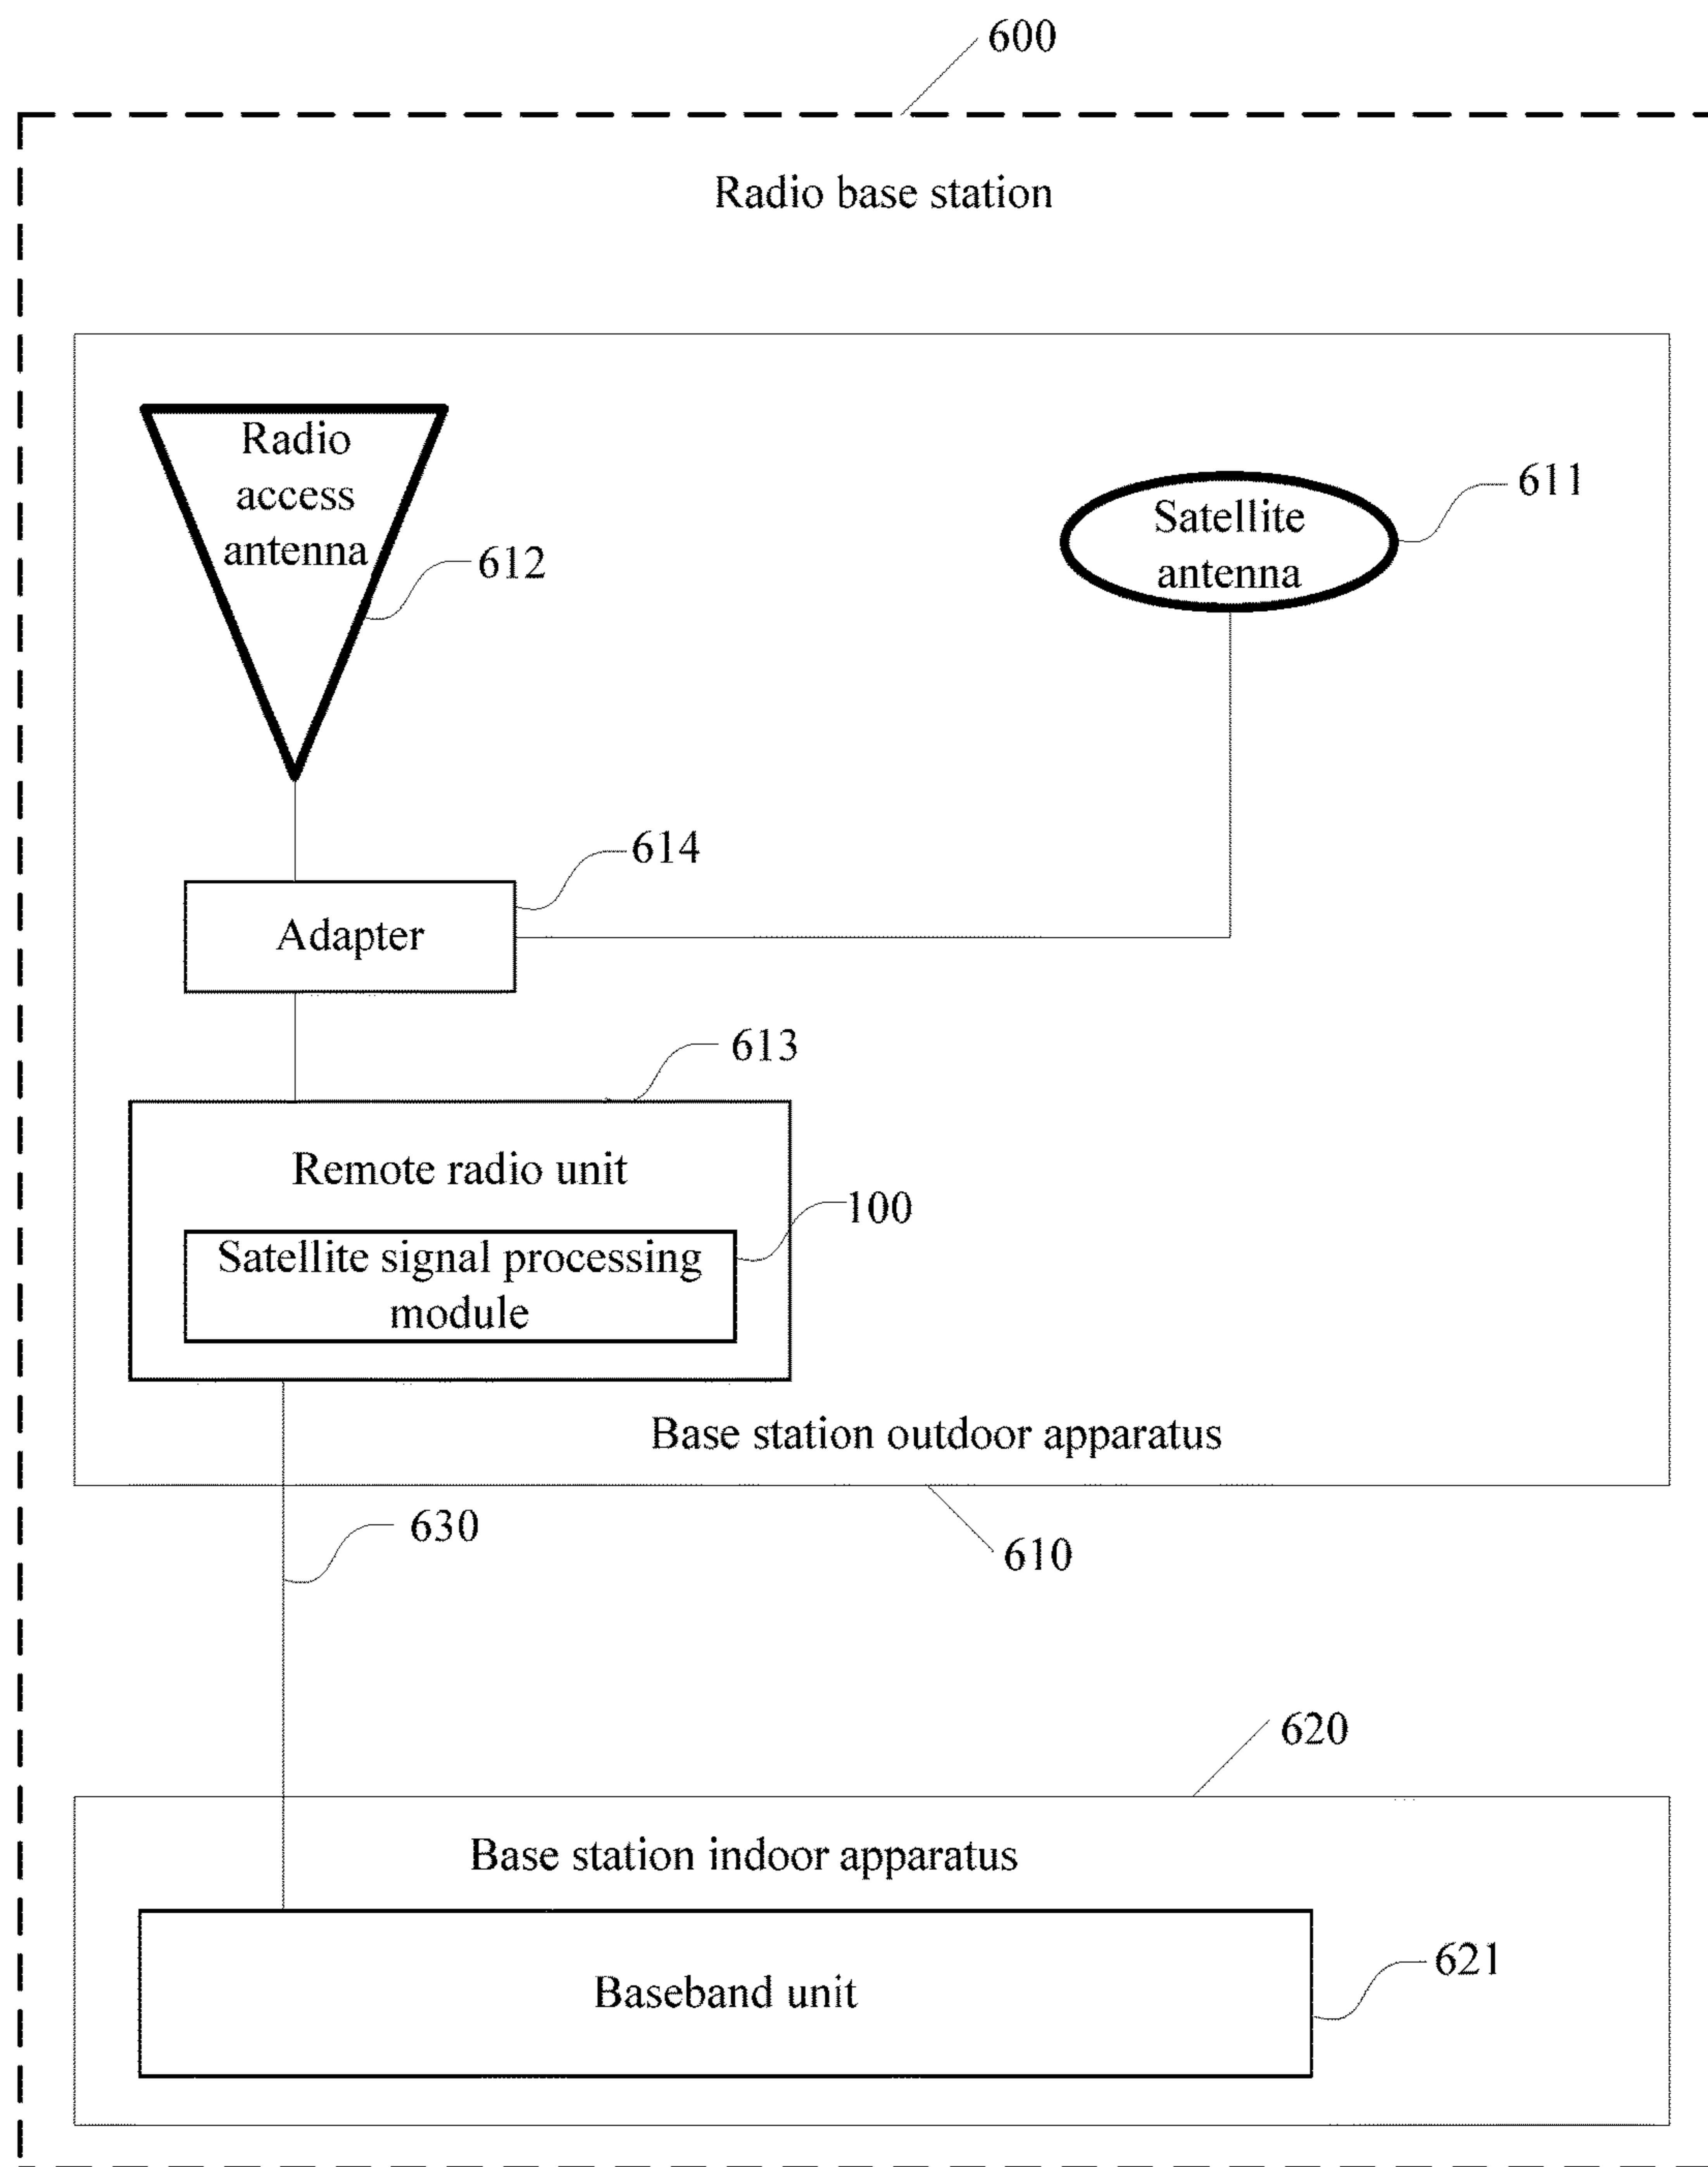 600
Radio base station
Radio
access
antenna
612
Satellite
antenna
611
614
Adapter
613
Remote radio unit
100
Satellite signal processing
module
Base station outdoor apparatus
630
610
620
Base station indoor apparatus
Baseband unit
621